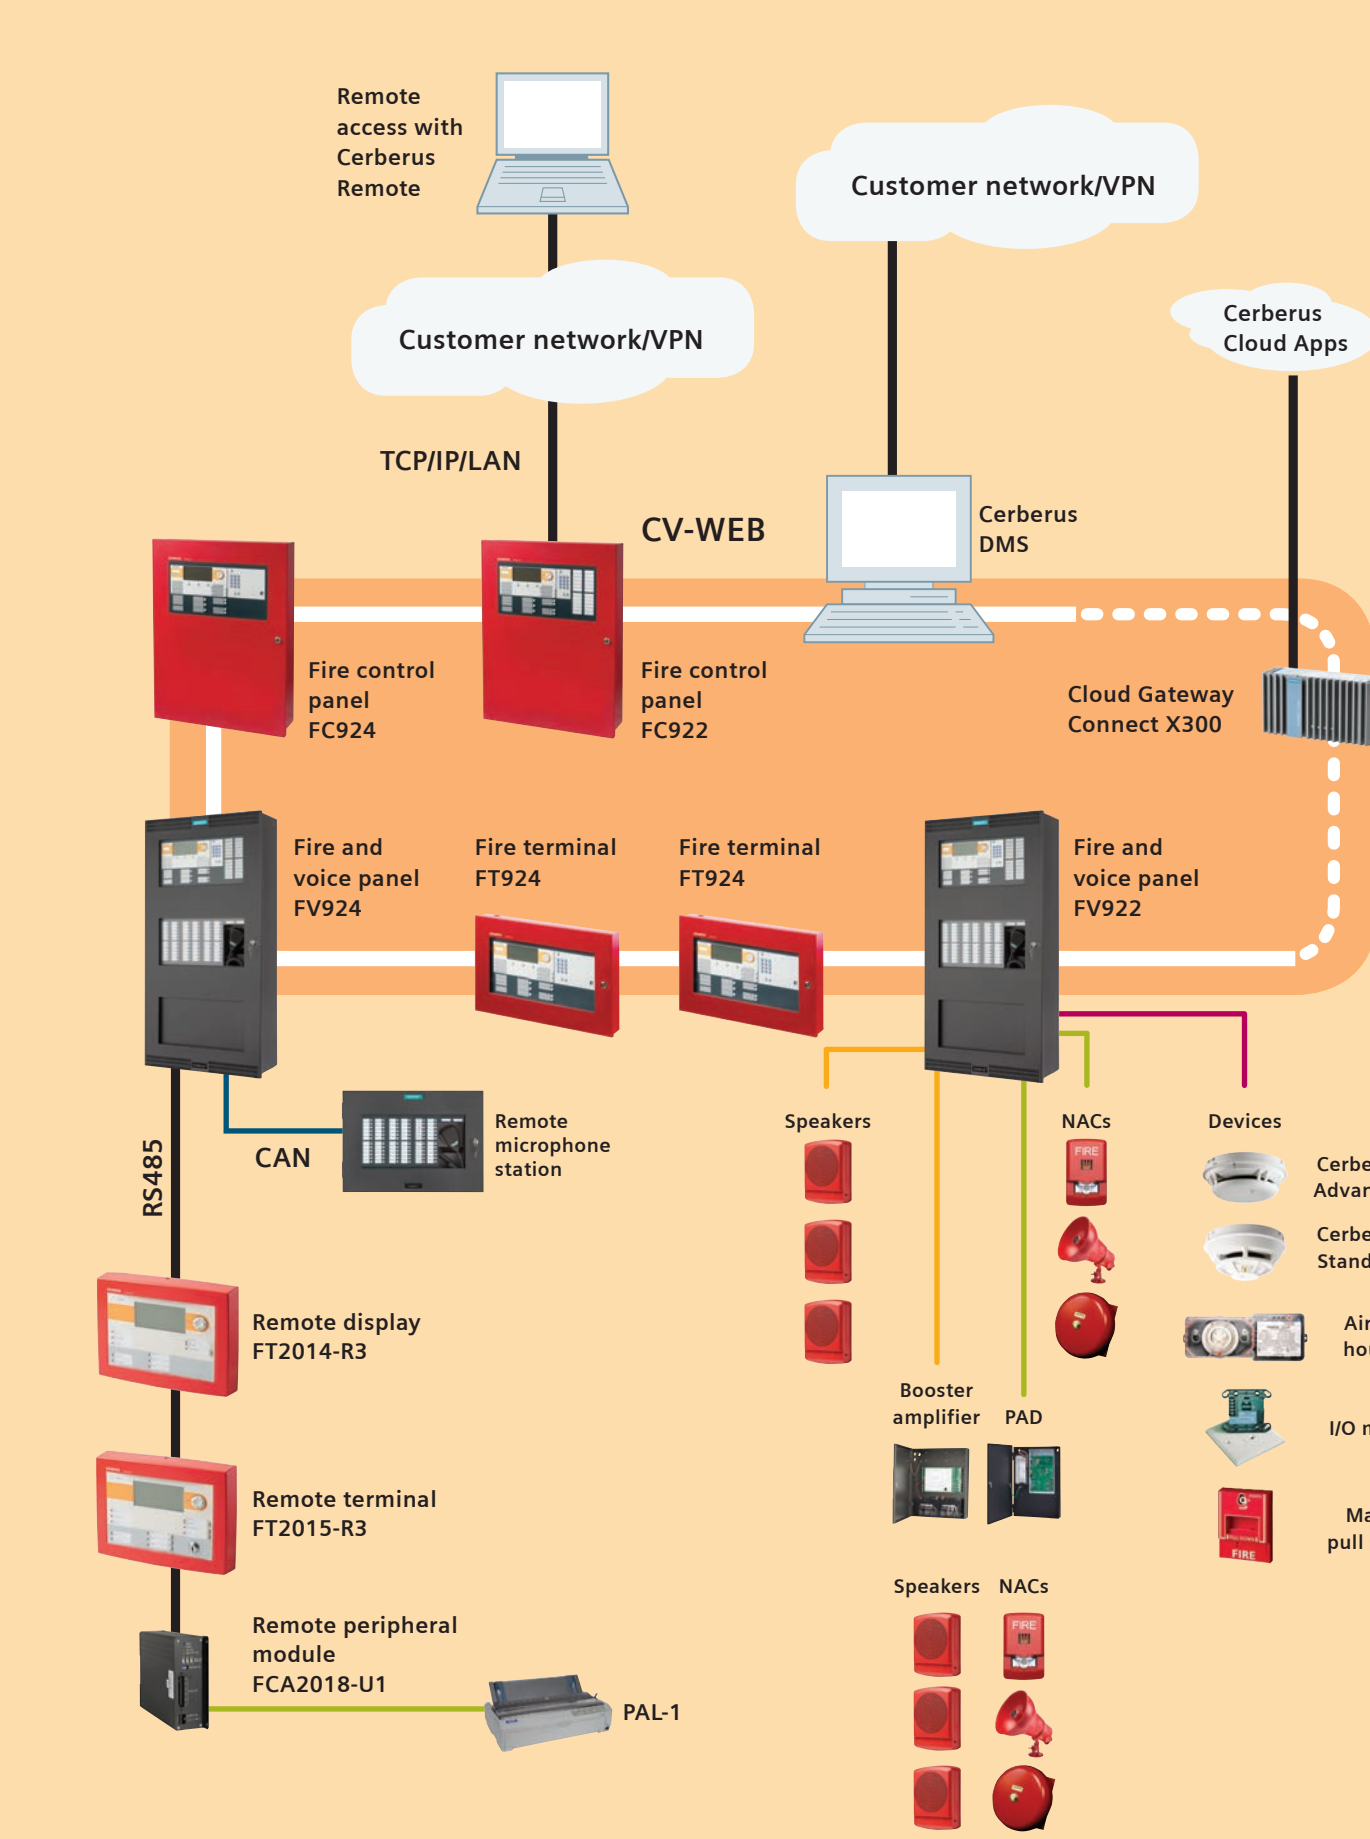 Remote
access with
Cerberus
Remote
Customer network/VPN
Customer network/VPN
Cerberus
Cloud Apps
TCP/IP/LAN
CV-WEB
Cerberus
DMS
Fire control
panel
FC924
Fire control
panel
FC922
Cloud Gateway
Connect X300
Fire and
voice panel
FV924
Fire terminal
FT924
Fire terminal
FT924
Fire and
voice panel
FV922
Speakers
NACs
Devices
Remote
microphone
station
CAN
RS485
FIRE
Remote display
FT2014-R3
Booster
amplifier
PAD
I/O
Remote terminal
FT2015-R3
pull
FIRE
Speakers
NACs
FIRE
Remote peripheral
module
FCA2018-U1
PAL-1